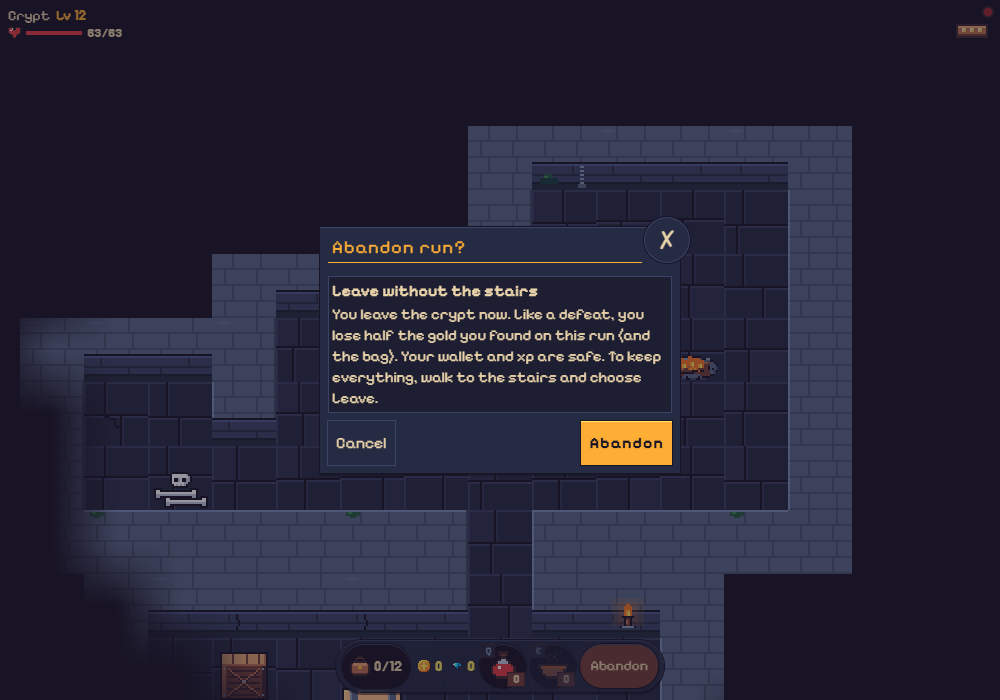 Crypt Lv 12
63/63
Abandon run?
X
Leave without the stairs
You leave the crypt now. Like a defeat, you
lose half the gold you found on this run (and
the bag). Your wallet and xp are safe. To keep
everything, walk to the stairs and choose
Leave.
Cancel
Abandon
0/12
0
0
Q
0
E
0
Abandon